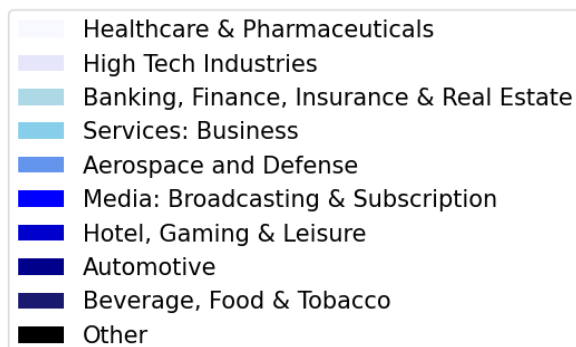 Healthcare & Pharmaceuticals
High Tech Industries
Banking, Finance, Insurance & Real Estate
Services: Business
Aerospace and Defense
Media: Broadcasting & Subscription
Hotel, Gaming & Leisure
Automotive
Beverage, Food & Tobacco
Other